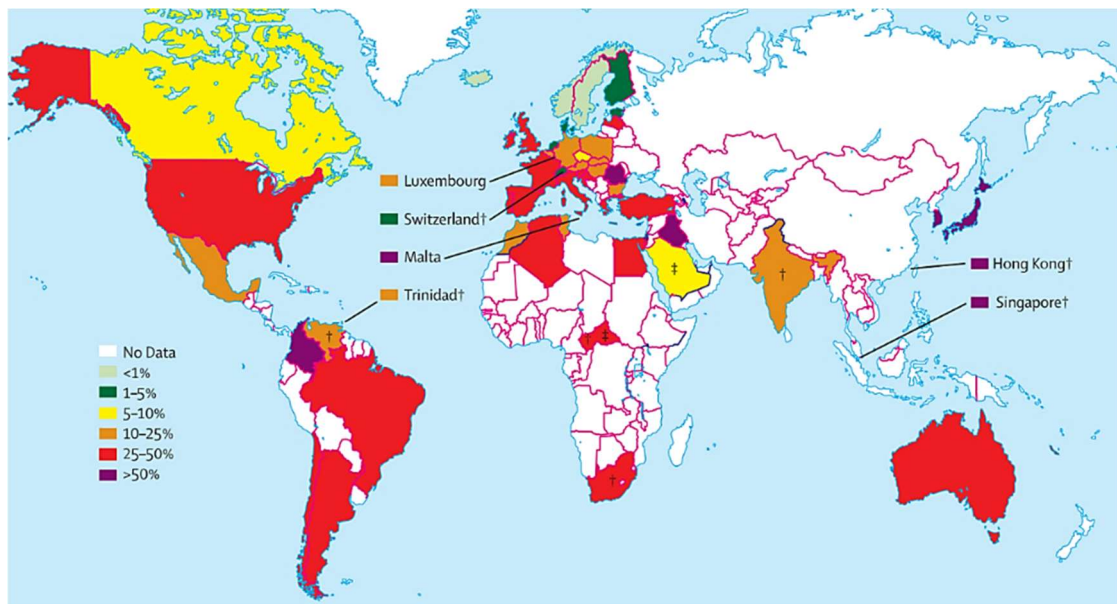 Luxembourg
Switzerland†
Malta
Trinidad†
Hong Kong†
Singapore†
†
‡
†
†
‡
†
No Data
<1%
1–5%
5–10%
10–25%
25–50%
>50%